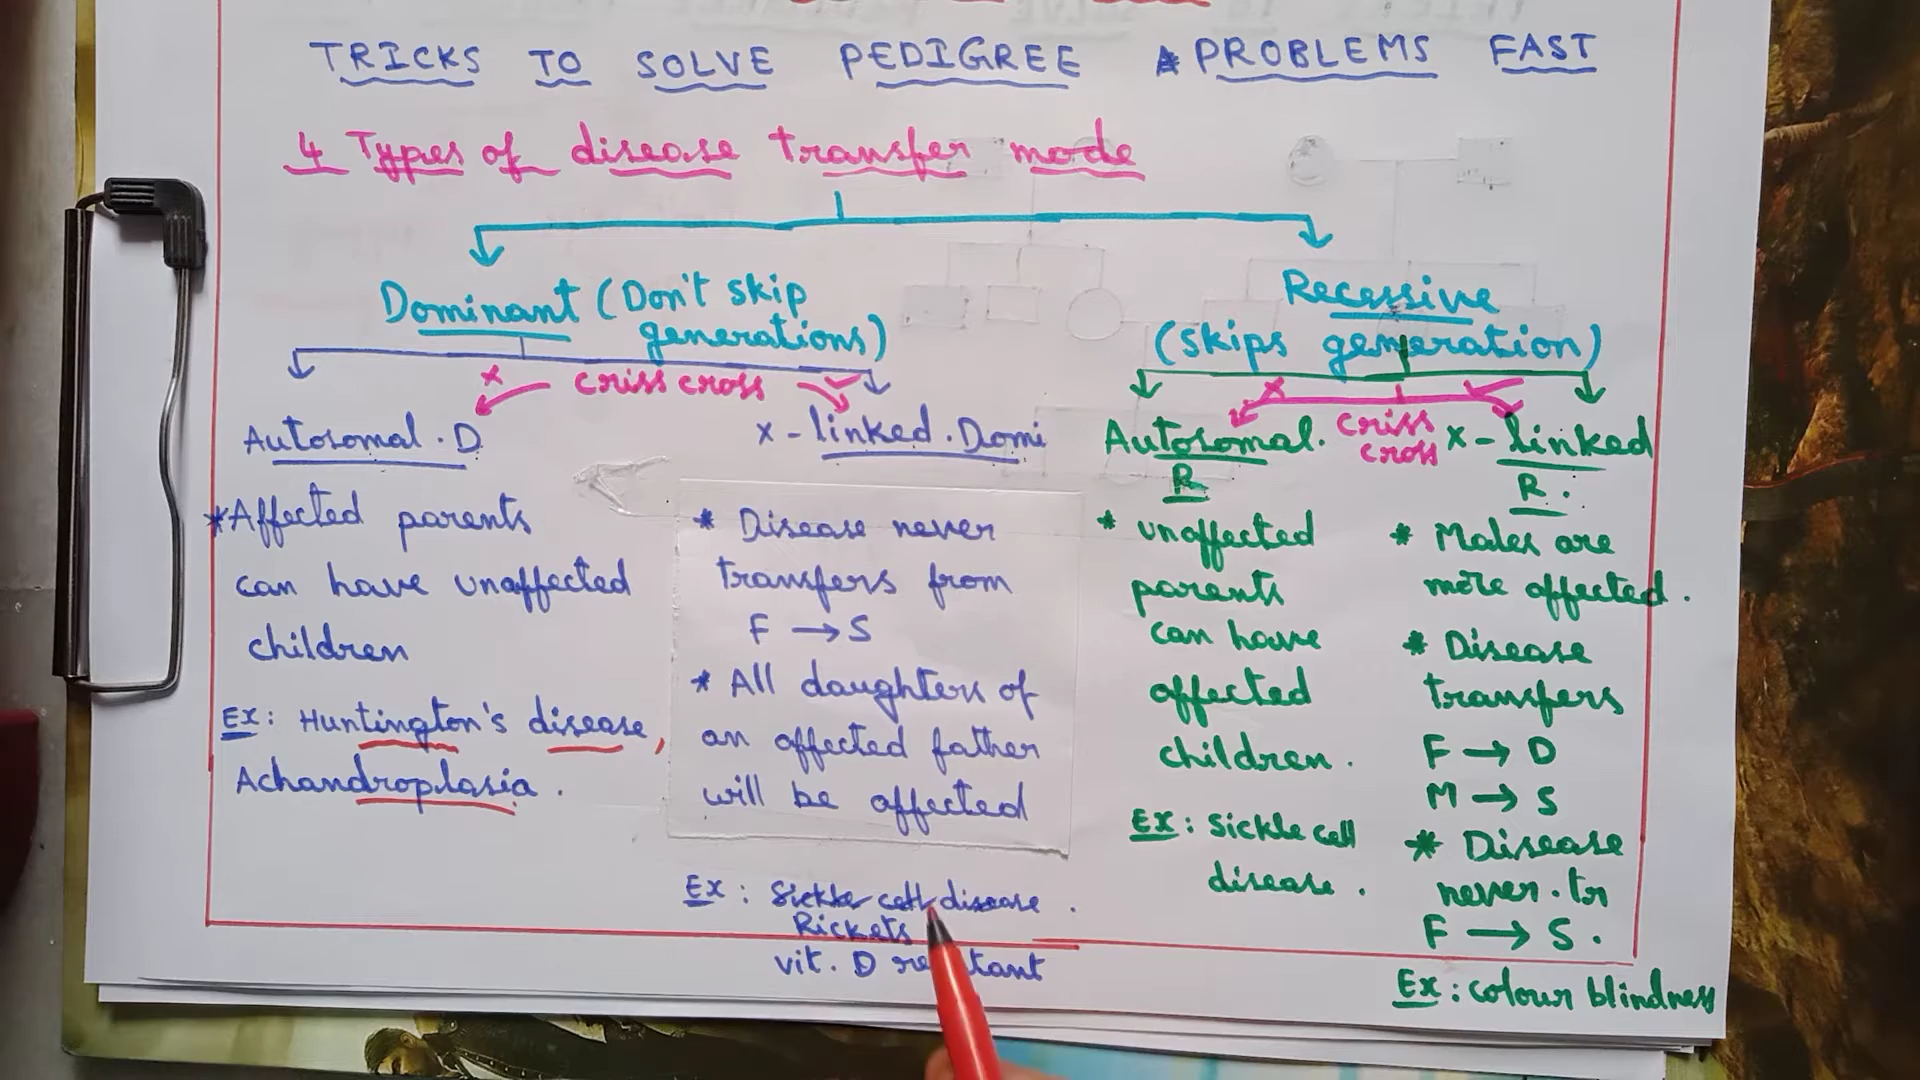 TRICKS TO SOLVE PEDIGREE PROBLEMS FAST
4 Types of disease transfer mode
Dominant (Don't skip
generations)
criss cross
Autosomal. D
*Affected parents
can have unaffected
children
Ex: Huntington's disease,
Achandroplasia.
x-linked. Domi
* Disease never
transfers from
F → S
* All daughters of
an affected father
will be affected
Ex: Sickle cell disease.
Rickets
vit. D
Recessive
(skips generation)
criss
cross
Autosomal.
R
* unaffected
parents
can have
affected
children.
Ex: sickle cell
disease.
x-linked
R.
* Males are
more affected.
* Disease
transfers
F → D
M → S
* Disease
never. tr
F → S.
Ex: colour blindness